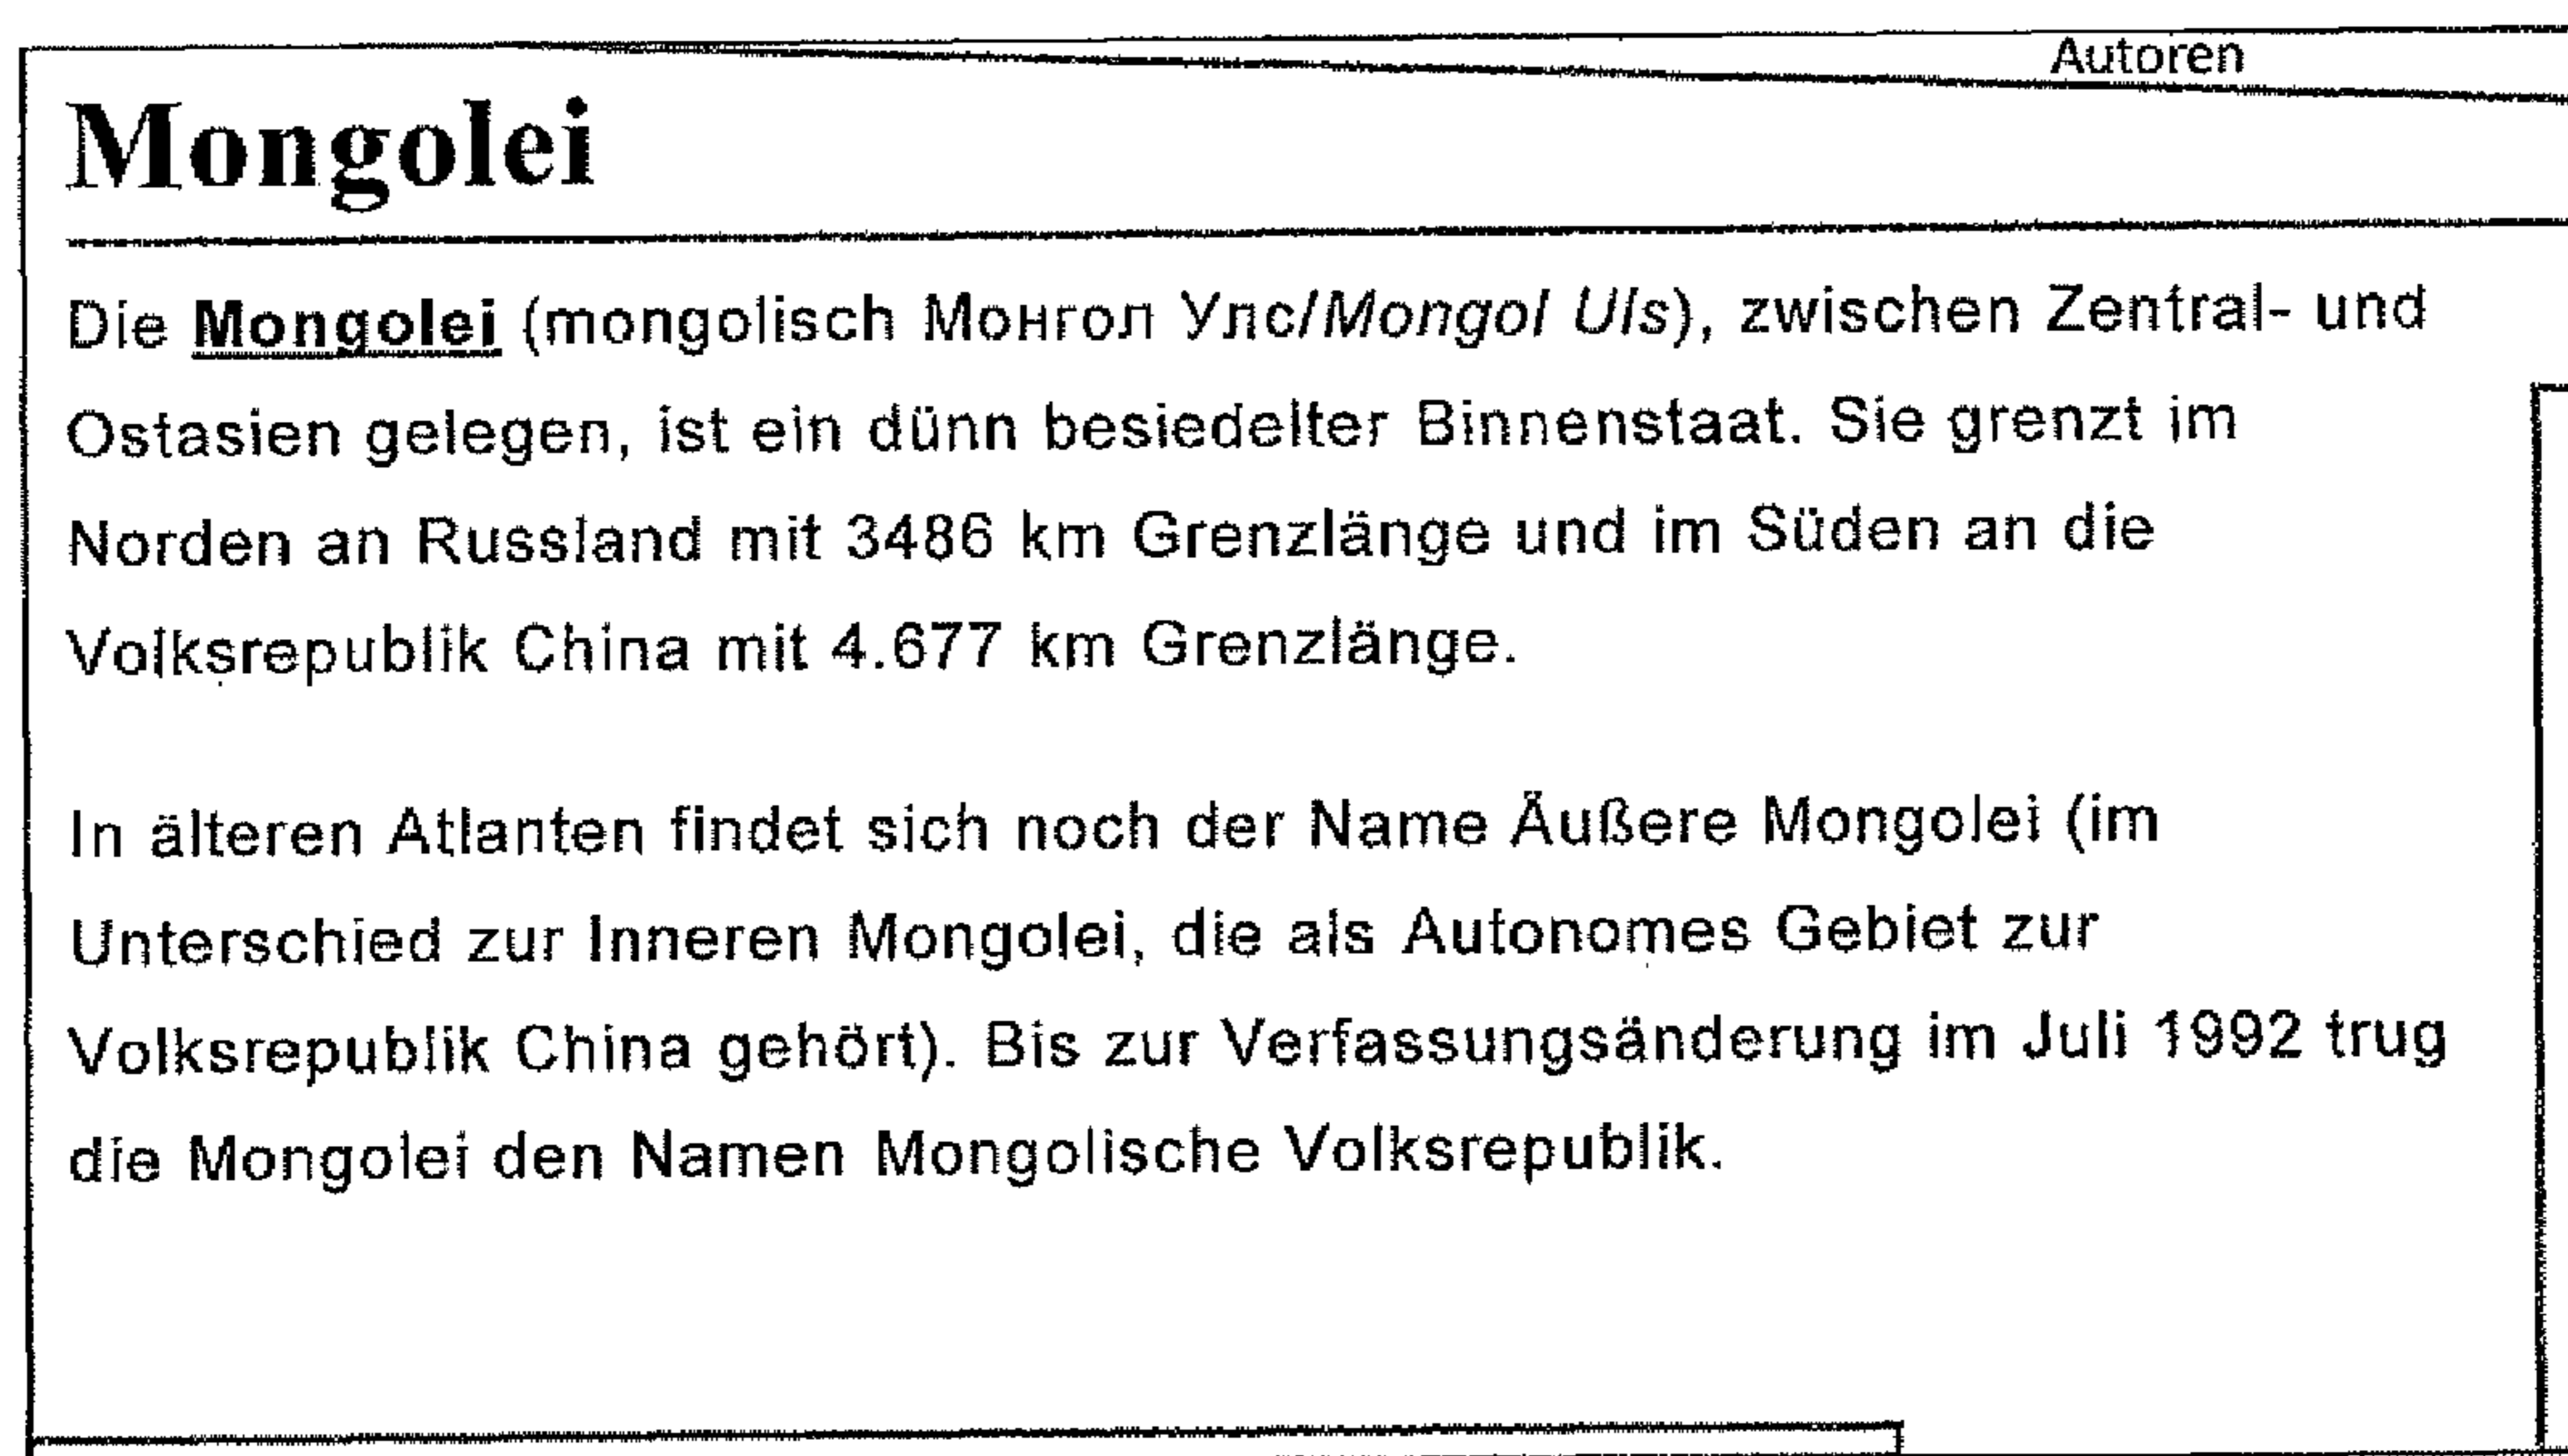 Autoren
Mongolei
Die Mongolei (mongolisch Монгол Улс/Mongol Uls), zwischen Zentral- und
Ostasien gelegen, ist ein dünn besiedelter Binnenstaat. Sie grenzt im
Norden an Russland mit 3486 km Grenzlänge und im Süden an die
Volksrepublik China mit 4.677 km Grenzlänge.
In älteren Atlanten findet sich noch der Name Äußere Mongolei (im
Unterschied zur Inneren Mongolei, die als Autonomes Gebiet zur
Volksrepublik China gehört). Bis zur Verfassungsänderung im Juli 1992 trug
die Mongolei den Namen Mongolische Volksrepublik.